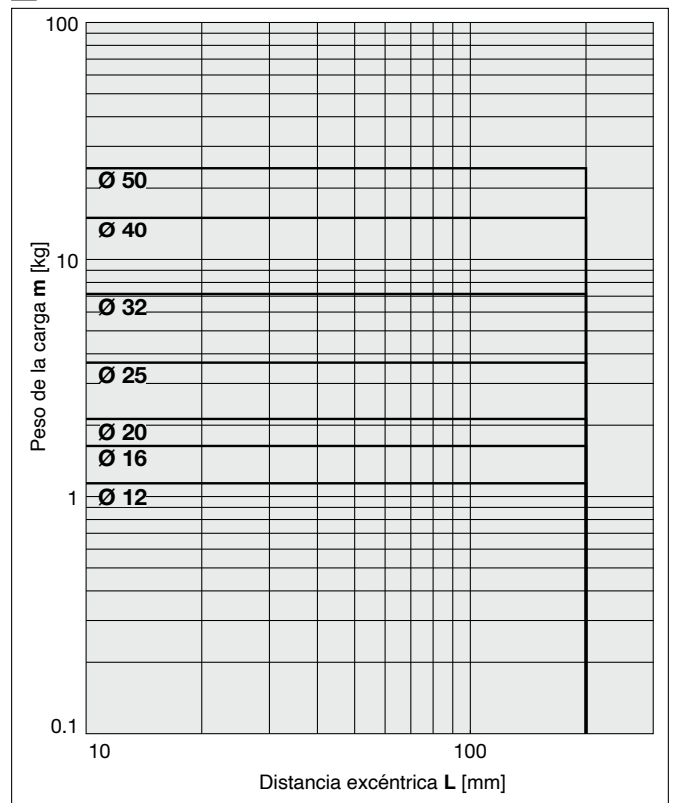 100
Ø 50
Ø 40
10
Ø 32
Ø 25
Ø 20
Ø 16
1
Ø 12
0.1
10
100
Peso de la carga m [kg]
Distancia excéntrica L [mm]